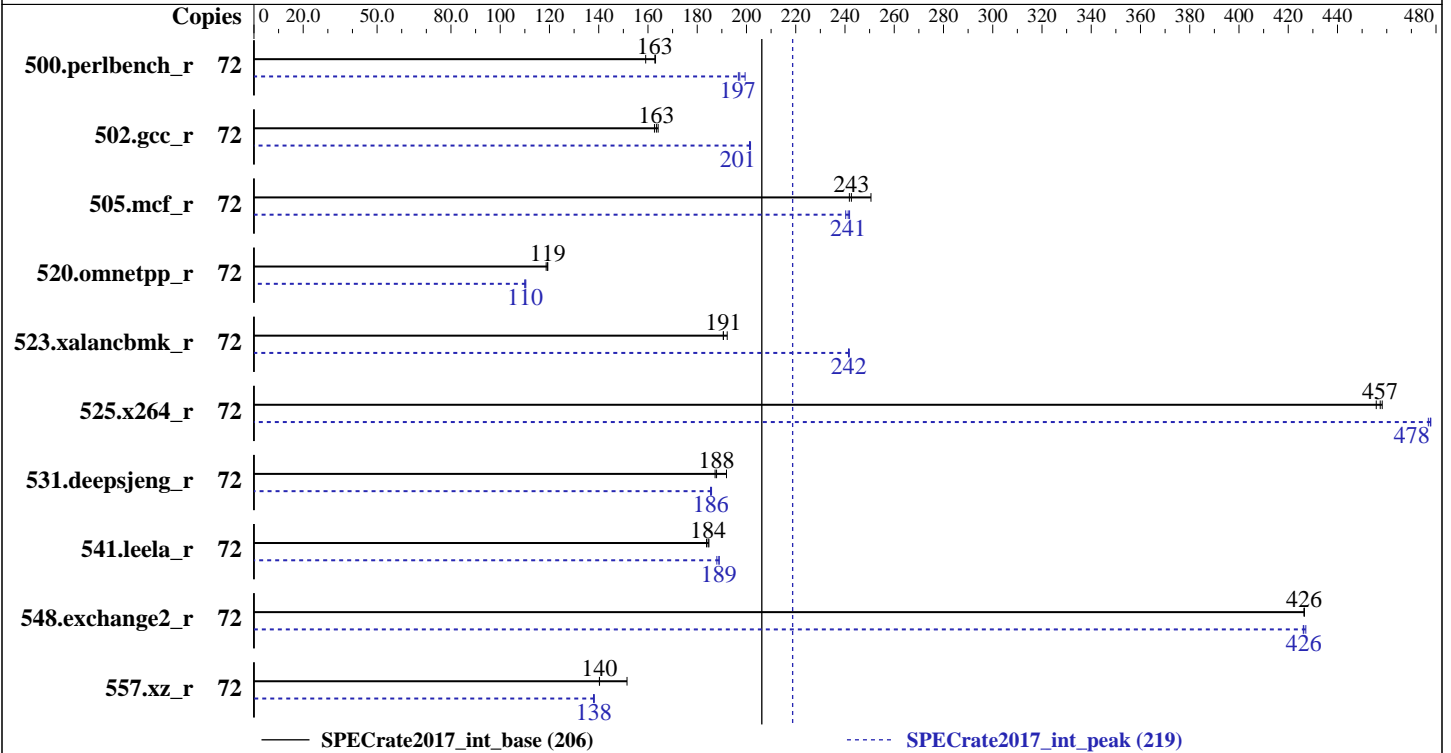 Copies 0 20.0 50.0 80.0 100 120 140 160 180 200 220 240 260 280 300 320 340 360 380 400 420 440 480
163
500.perlbench_r 72
197
163
502.gcc_r 72
201
243
505.mcf_r 72
241
119
520.omnetpp_r 72
110
191
523.xalancbmk_r 72
242
457
525.x264_r 72
478
188
531.deepsjeng_r 72
186
184
541.leela_r 72
189
426
548.exchange2_r 72
426
140
557.xz_r 72
138
SPECrate2017_int_base (206) SPECrate2017_int_peak (219)